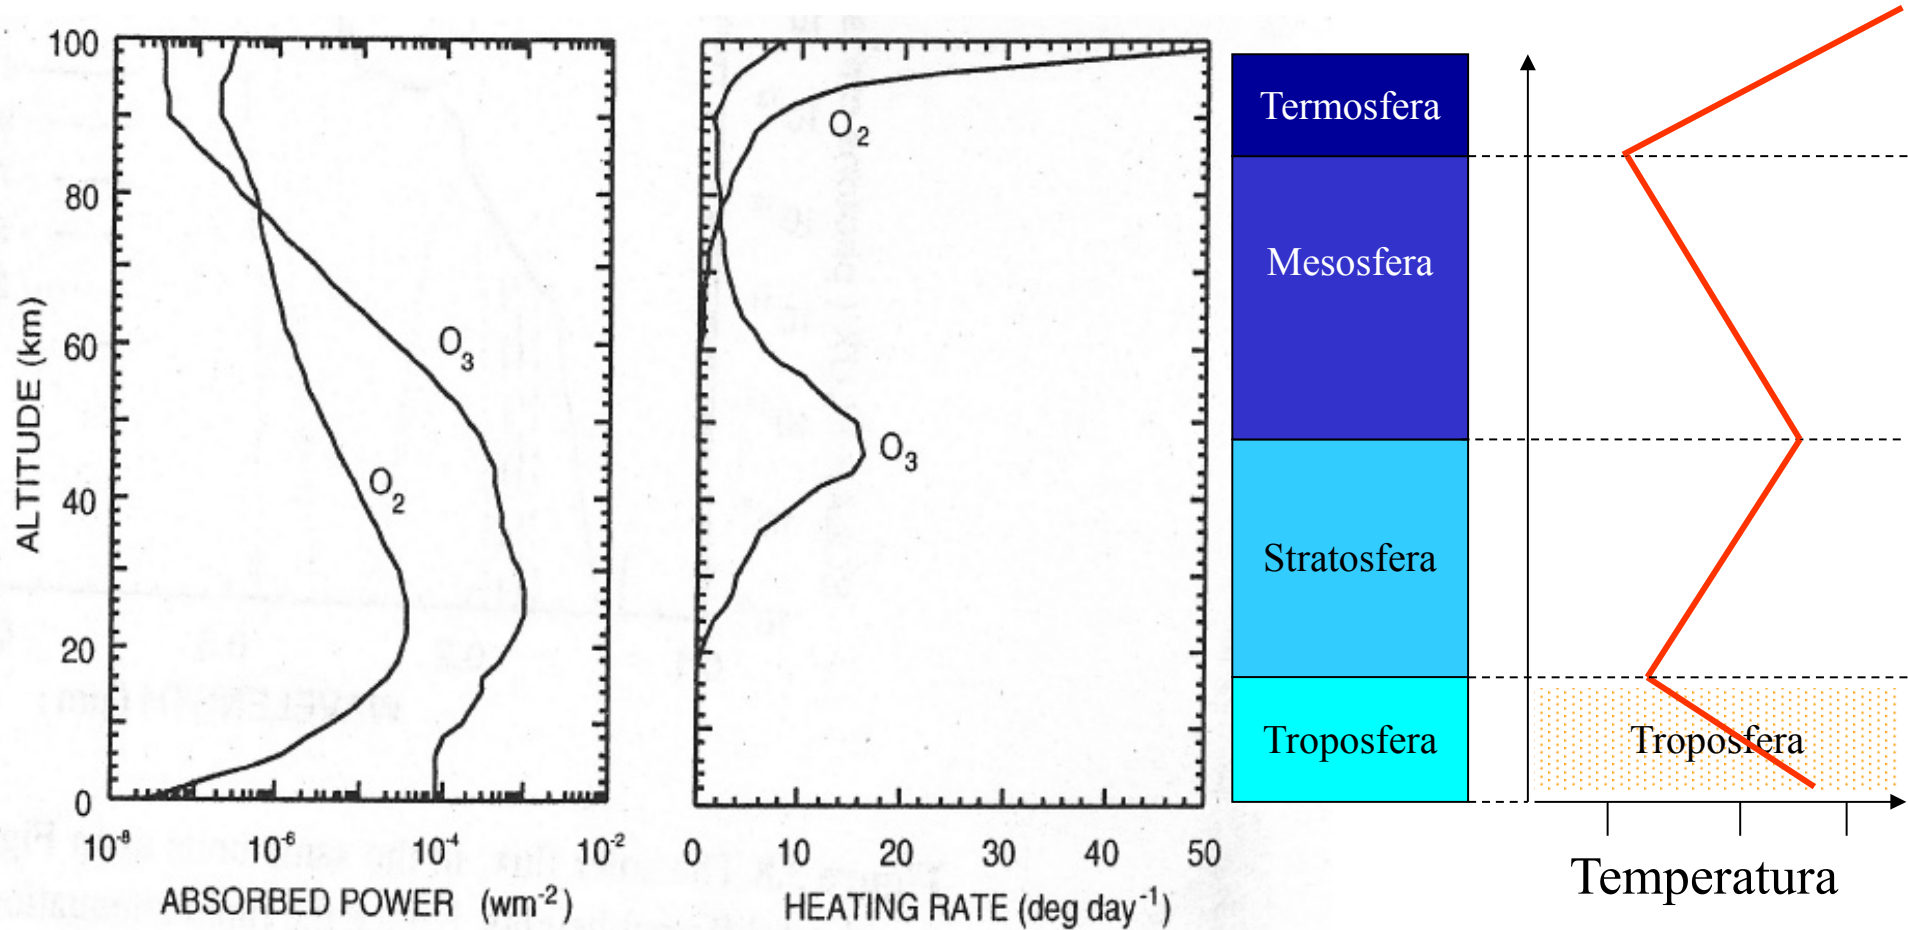 100
80
60
40
20
0
ALTITUDE (km)
O3
O2
10-8
10-6
10-4
10-2
ABSORBED POWER (wm-2)
O2
O3
0
10
20
30
40
50
HEATING RATE (deg day-1)
Termosfera
Mesosfera
Stratosfera
Troposfera
Troposfera
Temperatura